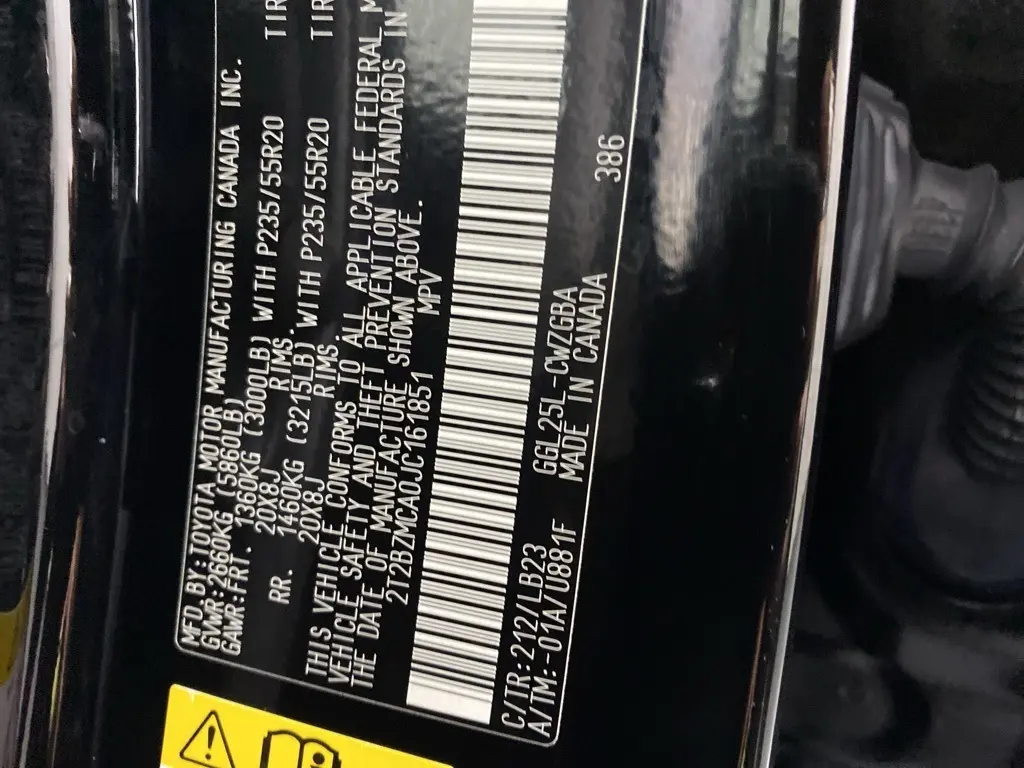 MFD.BY:TOYOTA MOTOR MANUFACTURING CANADA INC.
GVWR:2660KG (5860LB)
GAWR:FRT. 1360KG (3000LB) WITH P235/55R20 TIR
20X8J RIMS.
RR. 1460KG (3215LB) WITH P235/55R20 TIR
20X8J RIMS.
THIS VEHICLE CONFORMS TO ALL APPLICABLE FEDERAL M
VEHICLE SAFETY AND THEFT PREVENTION STANDARDS IN
THE DATE OF MANUFACTURE SHOWN ABOVE.
2T2BZMCA0JC161851 MPV
C/TR:212/LB23 GGL25L-CWZGBA 386
A/TM:-01A/U881F MADE IN CANADA